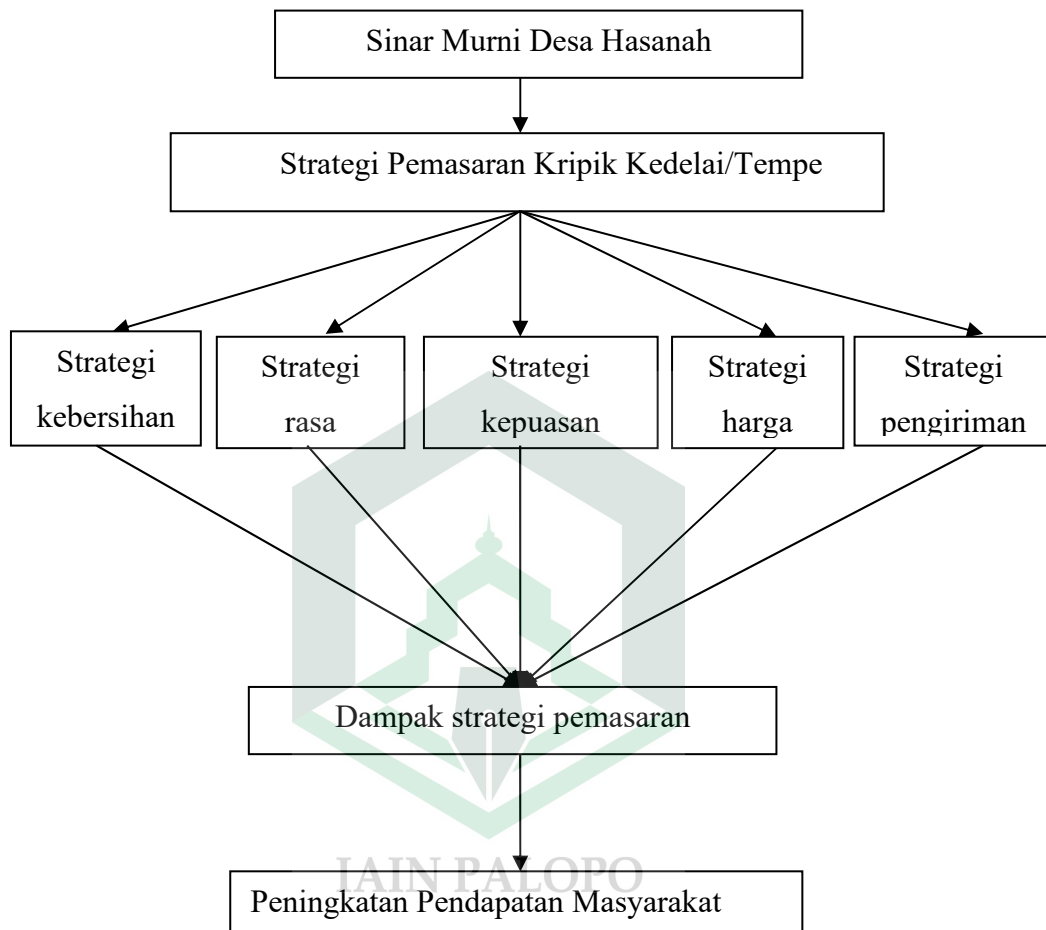 Sinar Murni Desa Hasanah
Strategi Pemasaran Kripik Kedelai/Tempe
Strategi
kebersihan
Strategi
rasa
Strategi
kepuasan
Strategi
harga
Strategi
pengiriman
Dampak strategi pemasaran
IAIN PALOPO
Peningkatan Pendapatan Masyarakat